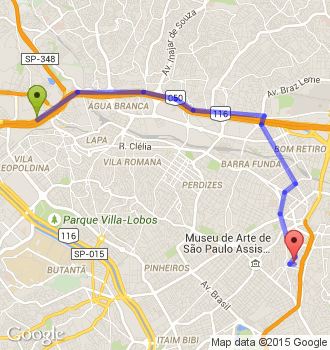 SP-348
Av. major de Souza
Av. Braz Leme
050
ÁGUA BRANCA
116
LAPA
R. Clélia
BOM RETIRO
VILA
LEOPOLDINA
VILA ROMANA
BARRA FUNDA
PERDIZES
Parque Villa-Lobos
116
SP-015
Museu de Arte de
São Paulo Assis...
BUTANTÃ
PINHEIROS
Av. Brasil
Google
ITAIM BIBI
Map data ©2015 Google